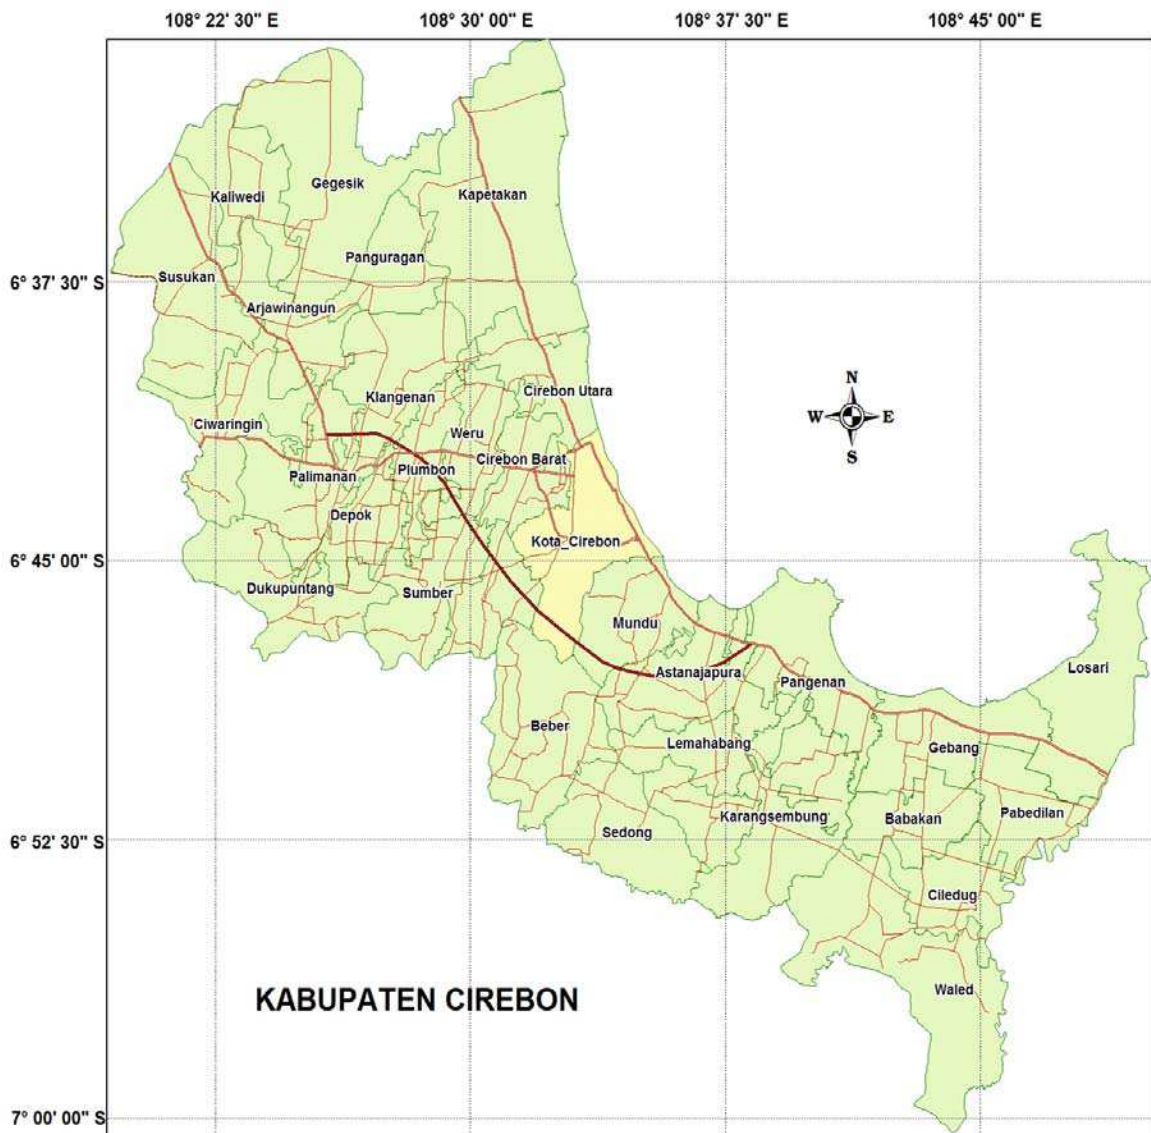 108° 22' 30" E
108° 30' 00" E
108° 37' 30" E
108° 45' 00" E
Kaliwedi
Gegesik
Kapetakan
Panguragan
Susukan
6° 37' 30" S
Arjawinangun
Klangenan
Cirebon Utara
N
W
E
S
Ciwaringin
Weru
Cirebon Barat
Palimanan
Plumbon
Depok
Kota_Cirebon
6° 45' 00" S
Dukupuntang
Sumber
Mundu
Astanajapura
Pangenan
Losari
Beber
Lemahabang
Gebang
Sedong
Karangsembung
Babakan
Pabedilan
6° 52' 30" S
Ciledug
Waled
KABUPATEN CIREBON
7° 00' 00" S